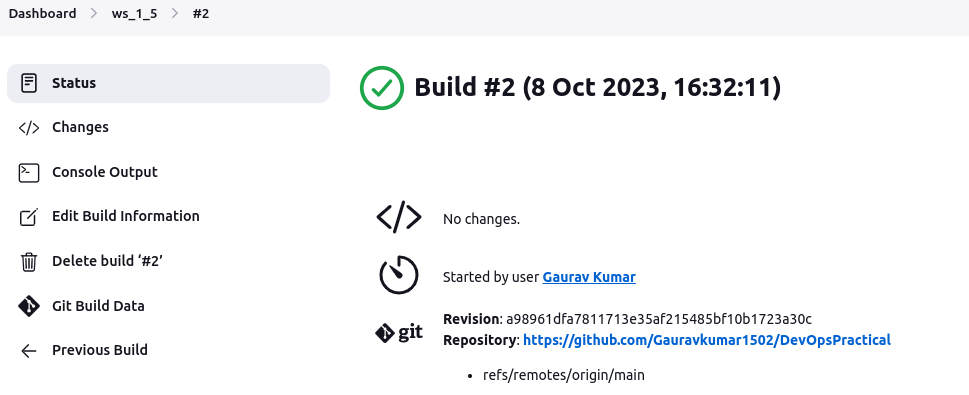 Dashboard > ws_1_5 > #2
Status
Changes
Console Output
Edit Build Information
Delete build ‘#2’
Git Build Data
Previous Build
Build #2 (8 Oct 2023, 16:32:11)
No changes.
Started by user Gaurav Kumar
git
Revision: a98961dfa7811713e35af215485bf10b1723a30c
Repository: https://github.com/Gauravkumar1502/DevOpsPractical
• refs/remotes/origin/main